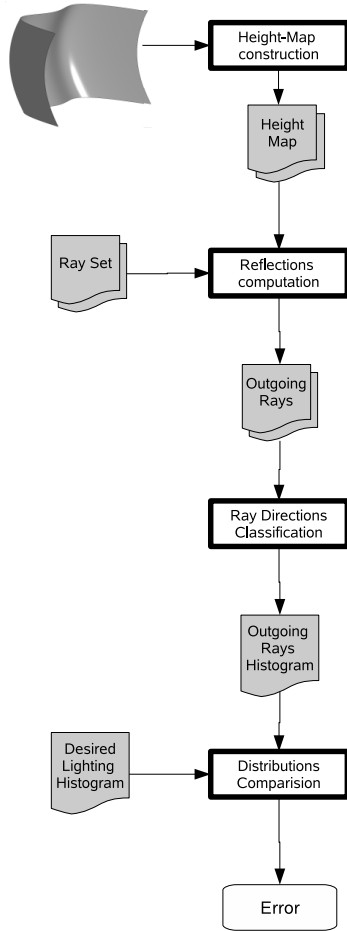 Height-Map
construction
Height
Map
Ray Set
Reflections
computation
Outgoing
Rays
Ray Directions
Classification
Outgoing
Rays
Histogram
Desired
Lighting
Histogram
Distributions
Comparision
Error